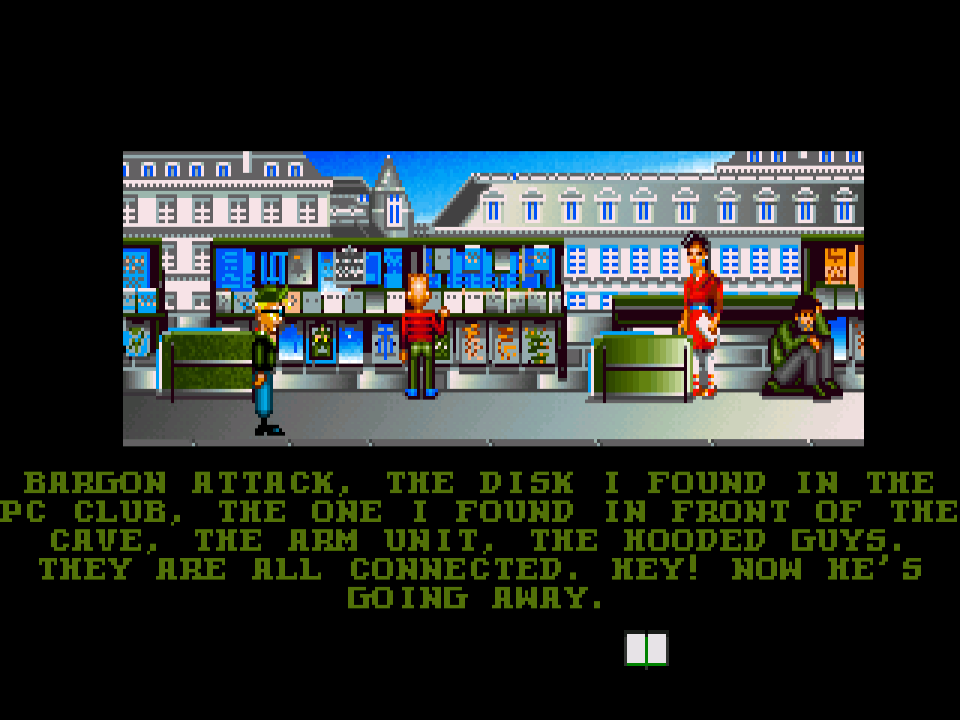 BARGON ATTACK, THE DISK I FOUND IN THE
PC CLUB, THE ONE I FOUND IN FRONT OF THE
CAVE, THE ARM UNIT, THE HOODED GUYS.
THEY ARE ALL CONNECTED. HEY! NOW HE'S
GOING AWAY.